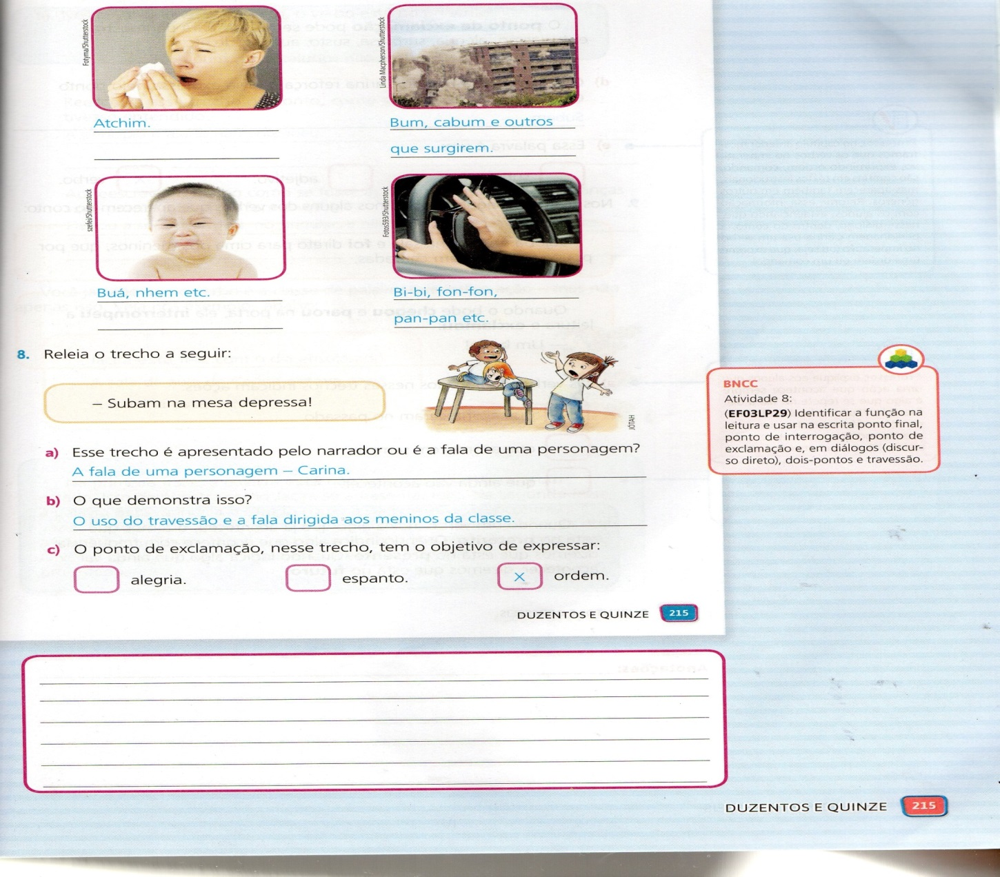 Fotyma/Shutterstock
Linda Macpherson/Shutterstock
Atchim.
Bum, cabum e outros
que surgirem.
szefei/Shutterstock
Fotos593/Shutterstock
Buá, nhem etc.
Bi-bi, fon-fon,
pan-pan etc.
8. Releia o trecho a seguir:
– Subam na mesa depressa!
JÓTAH
a) Esse trecho é apresentado pelo narrador ou é a fala de uma personagem?
A fala de uma personagem – Carina.
b) O que demonstra isso?
O uso do travessão e a fala dirigida aos meninos da classe.
c) O ponto de exclamação, nesse trecho, tem o objetivo de expressar:
alegria. espanto. X ordem.
DUZENTOS E QUINZE 215
BNCC
Atividade 8:
(EF03LP29) Identificar a função na
leitura e usar na escrita ponto final,
ponto de interrogação, ponto de
exclamação e, em diálogos (discur-
so direto), dois-pontos e travessão.
DUZENTOS E QUINZE 215